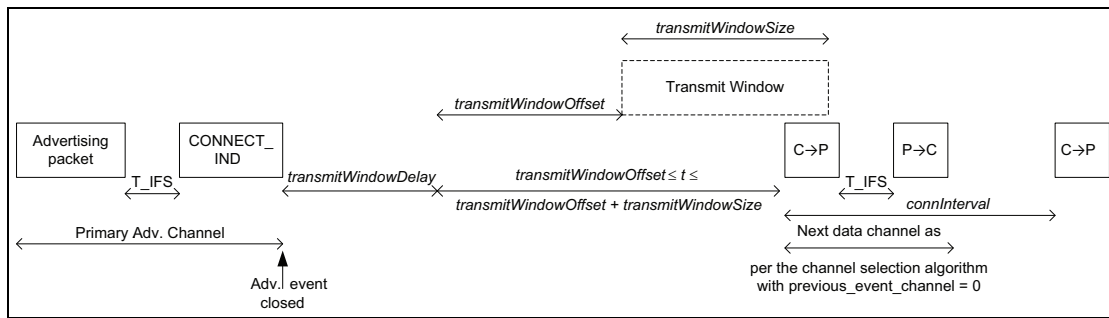 transmitWindowSize
Transmit Window
transmitWindowOffset
Advertising
packet
CONNECT_
IND
C→P
P→C
C→P
T_IFS
transmitWindowDelay
transmitWindowOffset ≤ t ≤
transmitWindowOffset + transmitWindowSize
T_IFS
connInterval
Primary Adv. Channel
Next data channel as
per the channel selection algorithm
with previous_event_channel = 0
Adv. event
closed